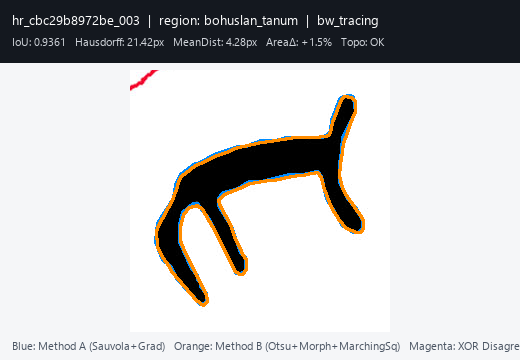 hr_cbc29b8972be_003 | region: bohuslan_tanum | bw_tracing
IoU: 0.9361 Hausdorff: 21.42px MeanDist: 4.28px AreaΔ: +1.5% Topo: OK
Blue: Method A (Sauvola+Grad) Orange: Method B (Otsu+Morph+MarchingSq) Magenta: XOR Disagre